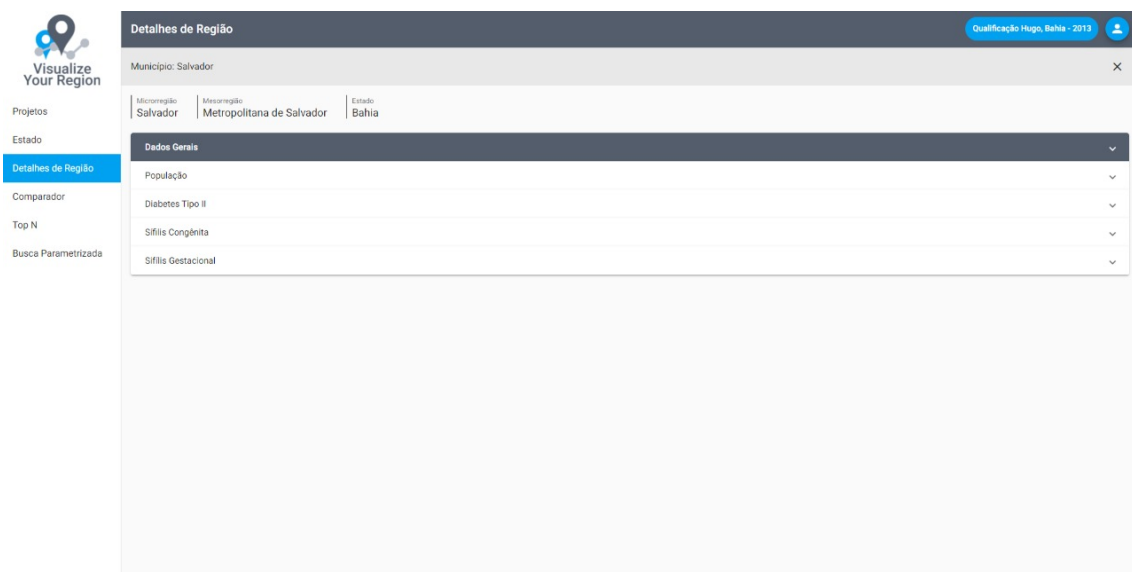 Visualize
Your Region
Projetos
Estado
Detalhes de Região
Comparador
Top N
Busca Parametrizada
Detalhes de Região
Qualificação Hugo, Bahia - 2013
Município: Salvador
Microrregião
Salvador
Mesorregião
Metropolitana de Salvador
Estado
Bahia
Dados Gerais
População
Diabetes Tipo II
Sífilis Congênita
Sífilis Gestacional